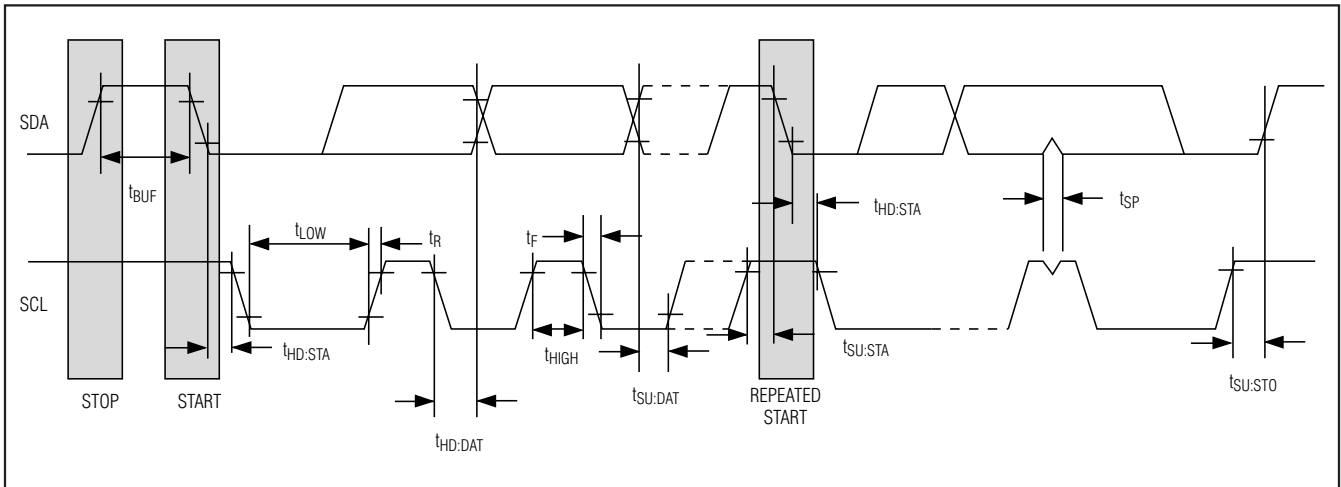 SDA
tBUF
tHD:STA
tSP
tLOW
tR
tF
SCL
tHD:STA
tHIGH
tSU:STA
tSU:DAT
tSU:STO
STOP
START
REPEATED
START
tHD:DAT